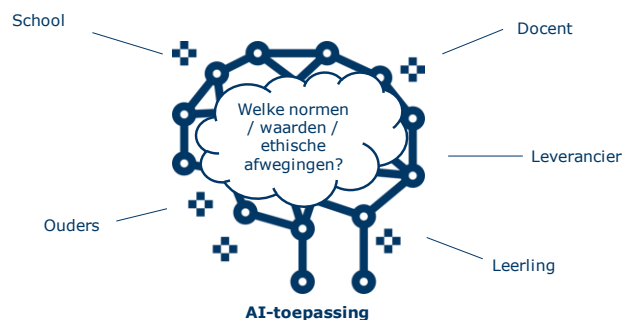 School
Docent
Welke normen
/ waarden /
ethische
afwegingen?
Leverancier
Ouders
Leerling
AI-toepassing